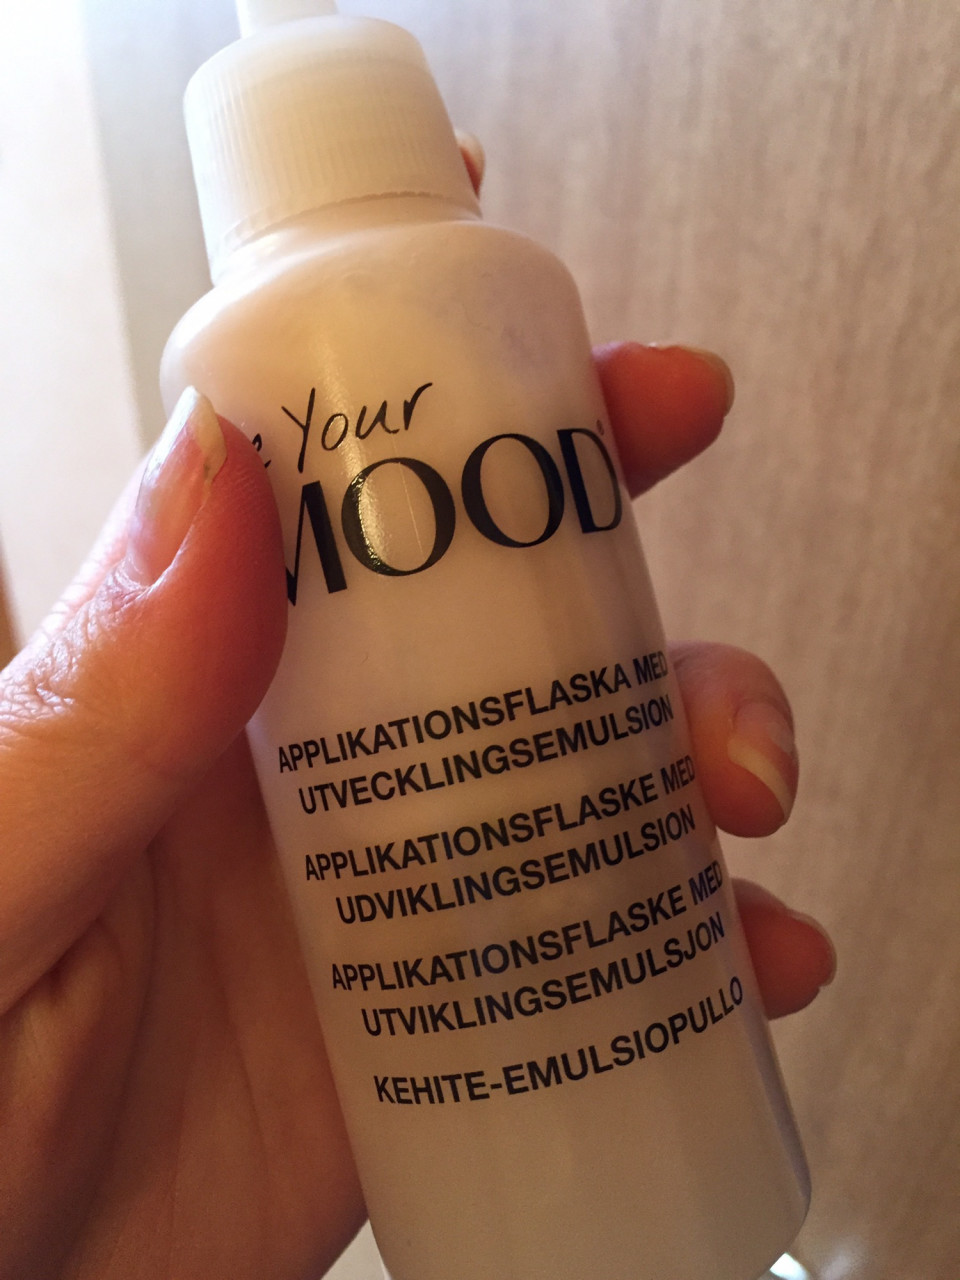 Your
MOOD
APPLIKATIONSFLASKA MED
UTVECKLINGSEMULSION
APPLIKATIONSFLASKE MED
UDVIKLINGSEMULSION
APPLIKATIONSFLASKE MED
UTVIKLINGSEMULSJON
KEHITE-EMULSIOPULLO